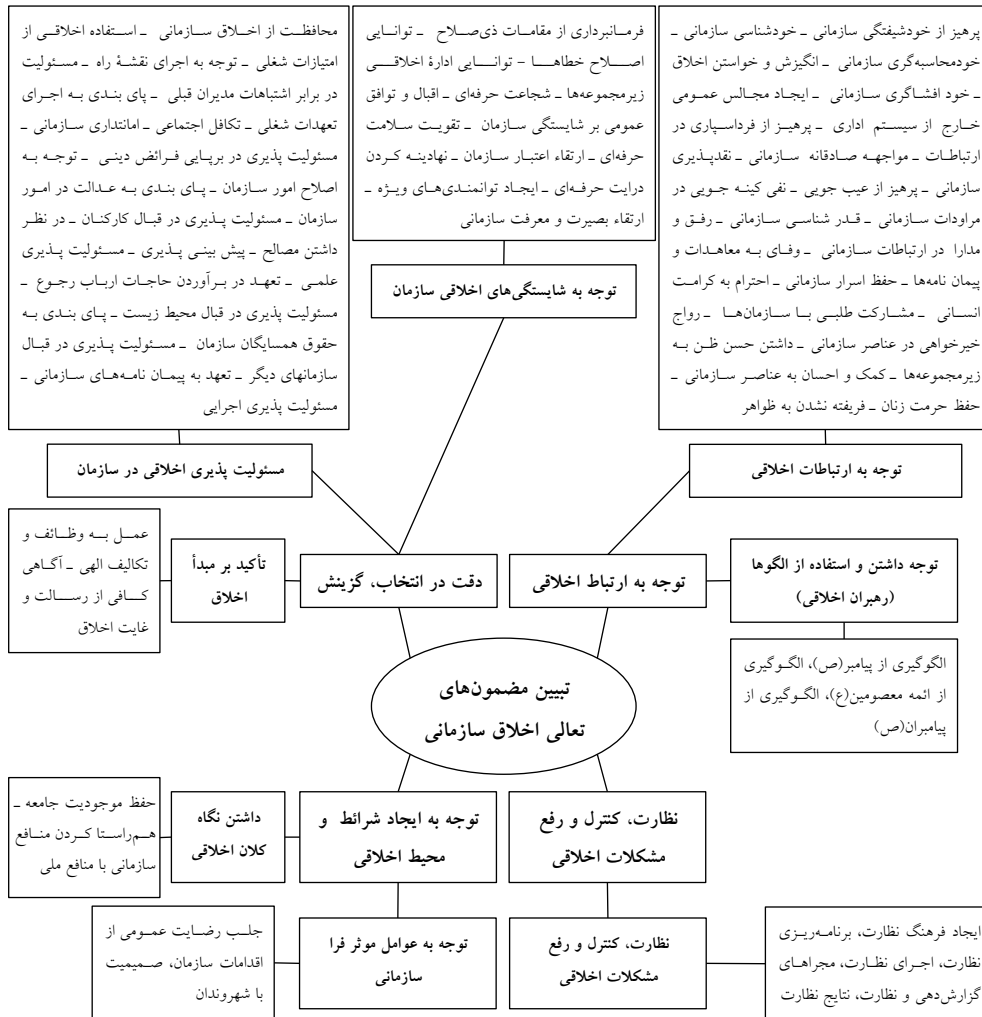 پرهیز از خودشیفتگی سازمانی ـ خودشناسی سازمانی ـ
خودمحاسبه‌گری سازمانی ـ انگیزش و خواستن اخلاق
ـ خود افشاگری سازمانی ـ ایجاد مجالس عمومی
خارج از سیستم اداری ـ پرهیز از فرداسپاری در
ارتباطات ـ مواجهه صادقانه سازمانی ـ نقدپذیری
سازمانی ـ پرهیز از عیب جویی ـ نفی کینه جویی در
مراودات سازمانی ـ قدر شناسی سازمانی ـ رفق و
مدارا در ارتباطات سازمانی ـ وفای به معاهدات و
پیمان نامه‌ها ـ حفظ اسرار سازمانی ـ احترام به کرامت
انسانی ـ مشارکت طلبی با سازمان‌ها ـ رواج
خیرخواهی در عناصر سازمانی ـ داشتن حسن ظن به
زیرمجموعه‌ها ـ کمک و احسان به عناصر سازمانی ـ
حفظ حرمت زنان ـ فریفته نشدن به ظواهر
فرمانبرداری از مقامات ذی‌صلاح ـ توانایی
اصلاح خطاها - توانایی ادارۀ اخلاقی
زیرمجموعه‌ها ـ شجاعت حرفه‌ای ـ اقبال و توافق
عمومی بر شایستگی سازمان ـ تقویت سلامت
حرفه‌ای ـ ارتقاء اعتبار سازمان ـ نهادینه کردن
درایت حرفه‌ای ـ ایجاد توانمندی‌های ویژه ـ
ارتقاء بصیرت و معرفت سازمانی
محافظت از اخلاق سازمانی ـ استفاده اخلاقی از
امتیازات شغلی ـ توجه به اجرای نقشۀ راه ـ مسئولیت
در برابر اشتباهات مدیران قبلی ـ پای بندی به اجرای
تعهدات شغلی ـ تکافل اجتماعی ـ امانتداری سازمانی ـ
مسئولیت پذیری در برپایی فرائض دینی ـ توجه به
اصلاح امور سازمان ـ پای بندی به عدالت در امور
سازمان ـ مسئولیت پذیری در قبال کارکنان ـ در نظر
داشتن مصالح ـ پیش بینی پذیری ـ مسئولیت پذیری
علمی ـ تعهد در برآوردن حاجات ارباب رجوع ـ
مسئولیت پذیری در قبال محیط زیست ـ پای بندی به
حقوق همسایگان سازمان ـ مسئولیت پذیری در قبال
سازمانهای دیگر ـ تعهد به پیمان نامه‌های سازمانی ـ
مسئولیت پذیری اجرایی
توجه به شایستگی‌های اخلاقی سازمان
توجه به ارتباطات اخلاقی
مسئولیت پذیری اخلاقی در سازمان
توجه داشتن و استفاده از الگوها
(رهبران اخلاقی)
توجه به ارتباط اخلاقی
دقت در انتخاب، گزینش
تأکید بر مبدأ
اخلاق
عمل به وظائف و
تکالیف الهی ـ آگاهی
کافی از رسالت و
غایت اخلاق
الگوگیری از پیامبر(ص)، الگوگیری
از ائمه معصومین(ع)، الگوگیری از
پیامبران(ص)
تبیین مضمون‌های
تعالی اخلاق سازمانی
نظارت، کنترل و رفع
مشکلات اخلاقی
توجه به ایجاد شرائط و
محیط اخلاقی
داشتن نگاه
کلان اخلاقی
حفظ موجودیت جامعه ـ
هم‌راستا کردن منافع
سازمانی با منافع ملی
ایجاد فرهنگ نظارت، برنامه‌ریزی
نظارت، اجرای نظارت، مجراهای
گزارش‌دهی و نظارت، نتایج نظارت
نظارت، کنترل و رفع
مشکلات اخلاقی
توجه به عوامل موثر فرا
سازمانی
جلب رضایت عمومی از
اقدامات سازمان، صمیمیت
با شهروندان